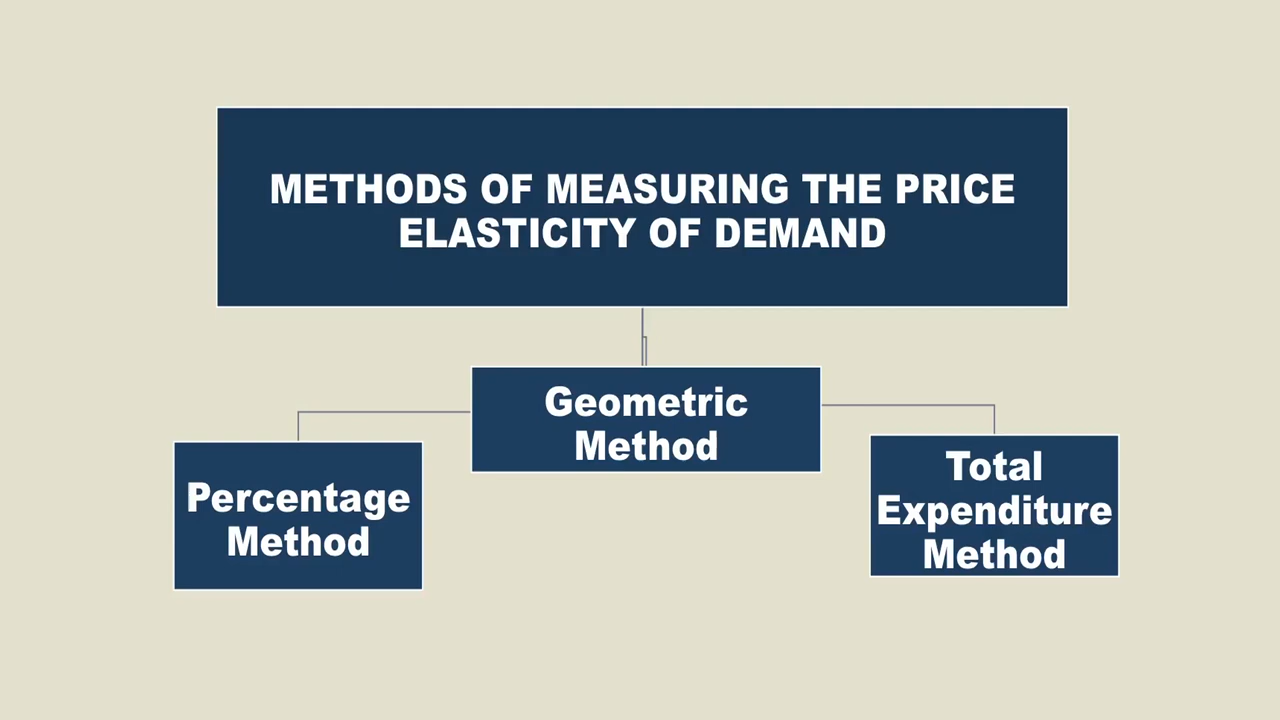 METHODS OF MEASURING THE PRICE
ELASTICITY OF DEMAND
Geometric
Method
Percentage
Method
Total
Expenditure
Method